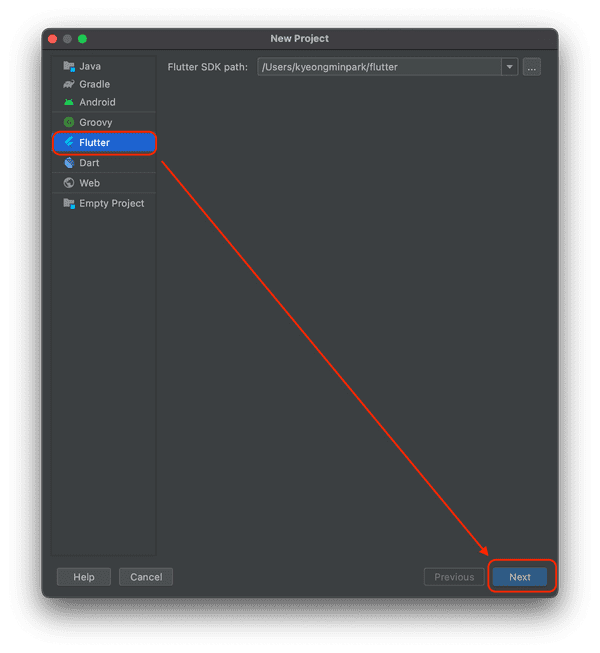 New Project
Java
Gradle
Android
Groovy
Flutter
Dart
Web
Empty Project
Flutter SDK path: /Users/kyeongminpark/flutter ...
Help Cancel Previous Next